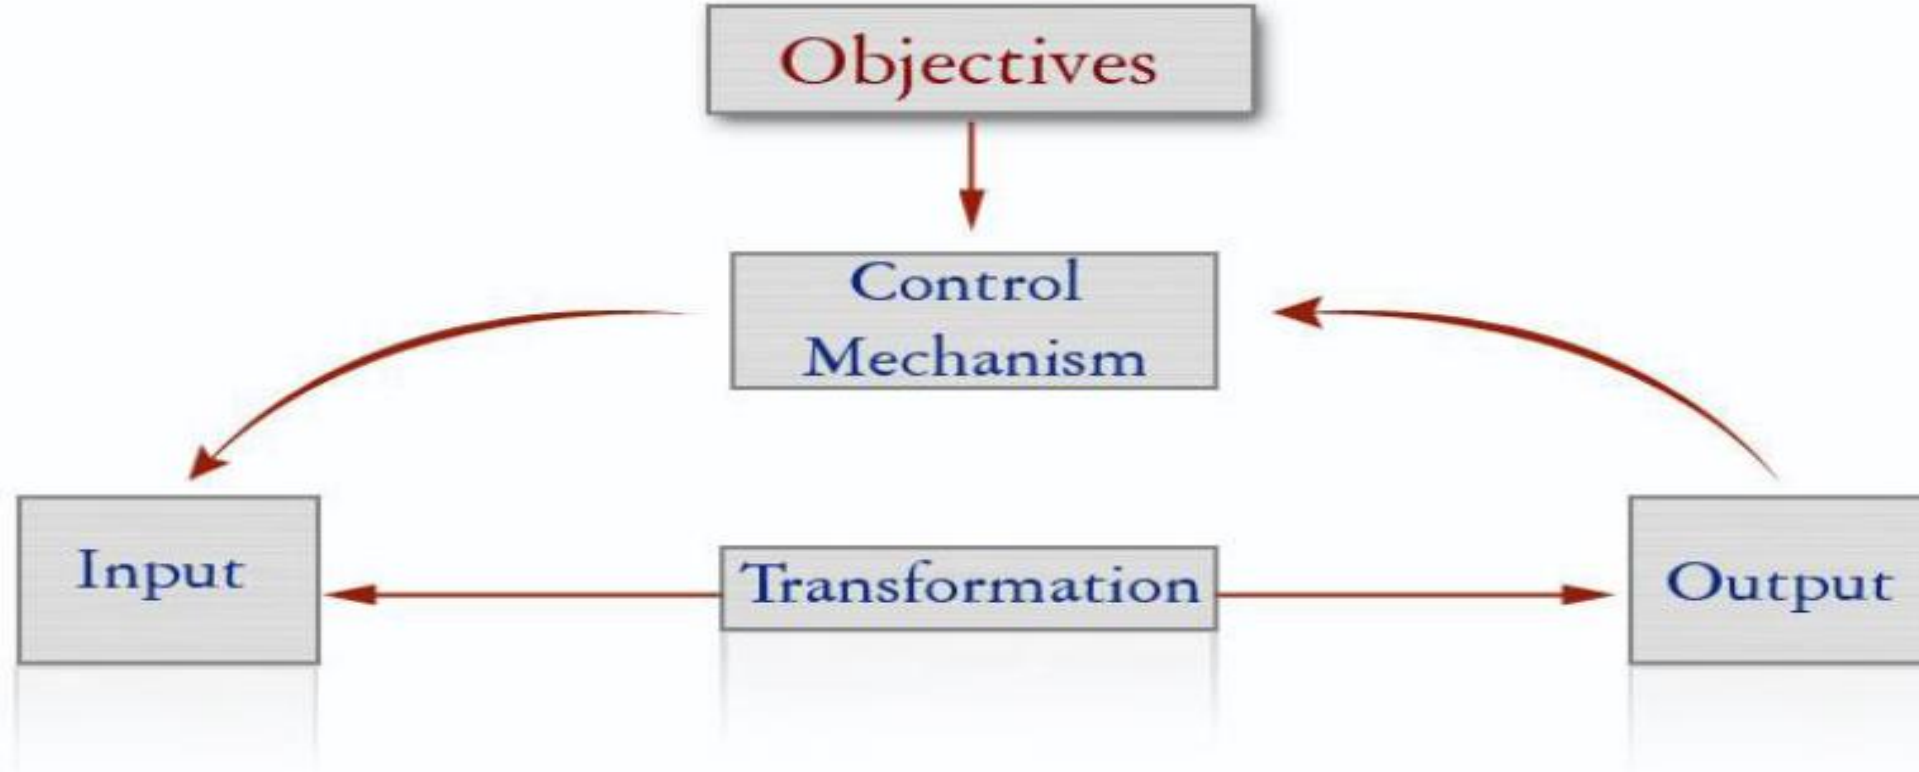 Objectives
Control
Mechanism
Input
Transformation
Output